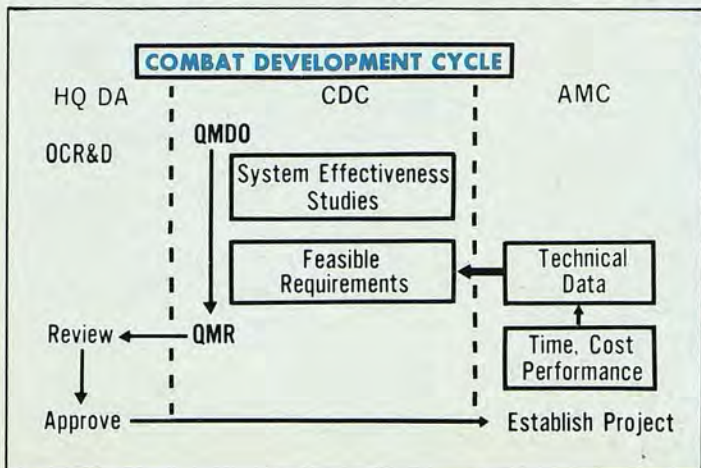 COMBAT DEVELOPMENT CYCLE
HQ DA
CDC
AMC
OCR&D
QMDO
System Effectiveness
Studies
Feasible
Requirements
Technical
Data
Review
QMR
Time, Cost
Performance
Approve
Establish Project